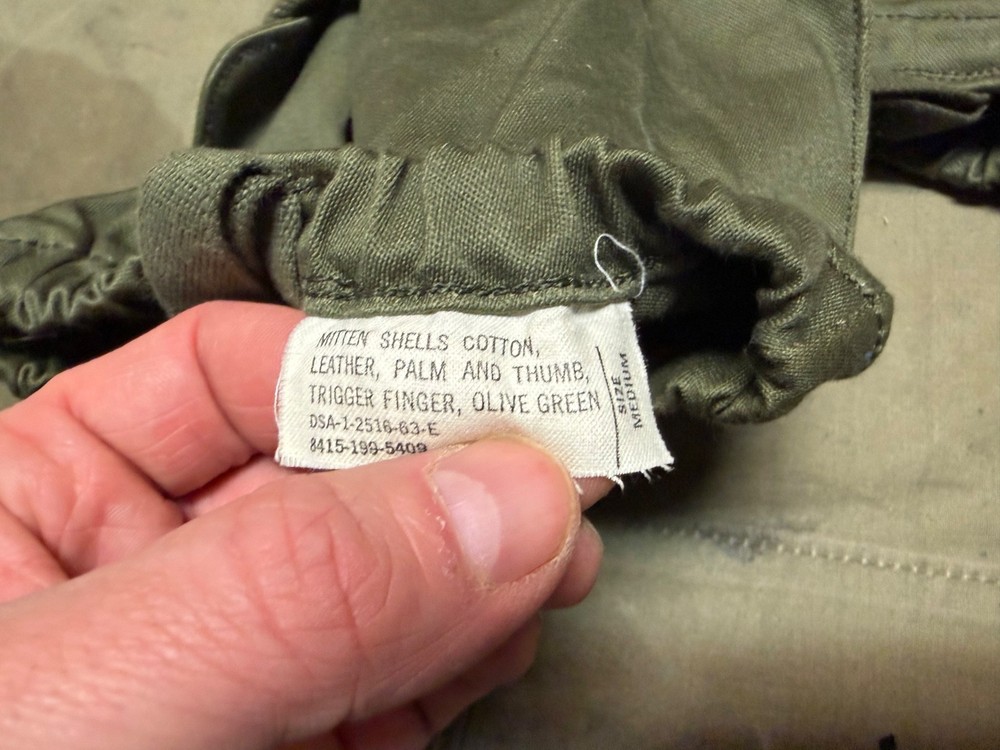 MITTEN SHELLS COTTON,
LEATHER, PALM AND THUMB,
TRIGGER FINGER, OLIVE GREEN
DSA-1-2516-63-E
8415-199-5409
SIZE
MEDIUM